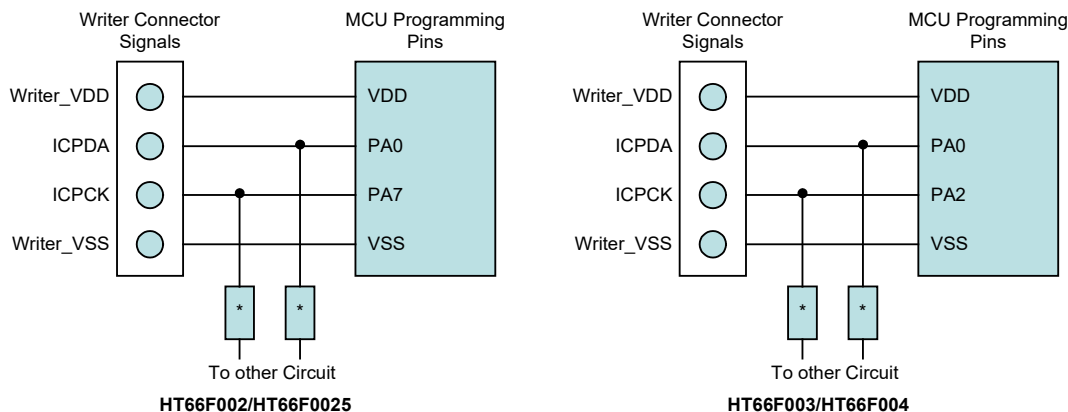 Writer Connector
Signals
MCU Programming
Pins
Writer_VDD
VDD
ICPDA
PA0
ICPCK
PA7
Writer_VSS
VSS
*
*
To other Circuit
HT66F002/HT66F0025
Writer Connector
Signals
MCU Programming
Pins
Writer_VDD
VDD
ICPDA
PA0
ICPCK
PA2
Writer_VSS
VSS
*
*
To other Circuit
HT66F003/HT66F004